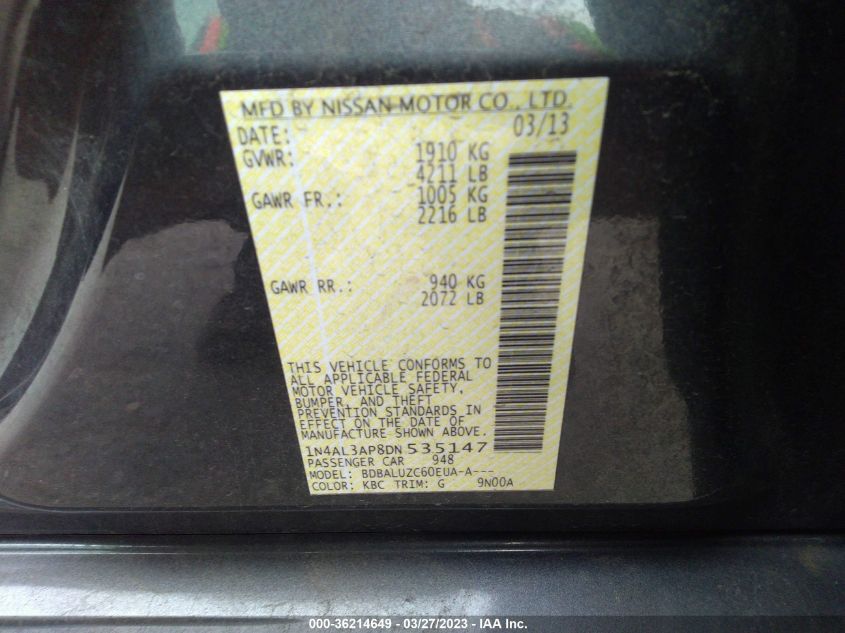 MFD BY NISSAN MOTOR CO., LTD.
DATE: 03/13
GVWR: 1910 KG
4211 LB
GAWR FR.: 1005 KG
2216 LB
GAWR RR.: 940 KG
2072 LB
THIS VEHICLE CONFORMS TO
ALL APPLICABLE FEDERAL
MOTOR VEHICLE SAFETY,
BUMPER, AND THEFT
PREVENTION STANDARDS IN
EFFECT ON THE DATE OF
MANUFACTURE SHOWN ABOVE.
1N4AL3AP8DN 535147
PASSENGER CAR 948
MODEL: BDBALUZC60EUA-A---
COLOR: KBC TRIM: G 9N00A
000-36214649 - 03/27/2023 - IAA Inc.